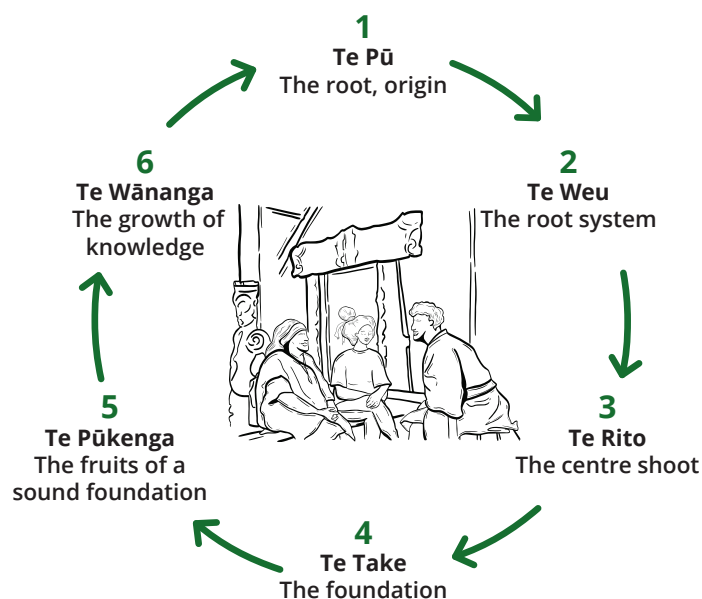 1
Te Pū
The root, origin
2
Te Weu
The root system
3
Te Rito
The centre shoot
4
Te Take
The foundation
5
Te Pūkenga
The fruits of a
sound foundation
6
Te Wānanga
The growth of
knowledge